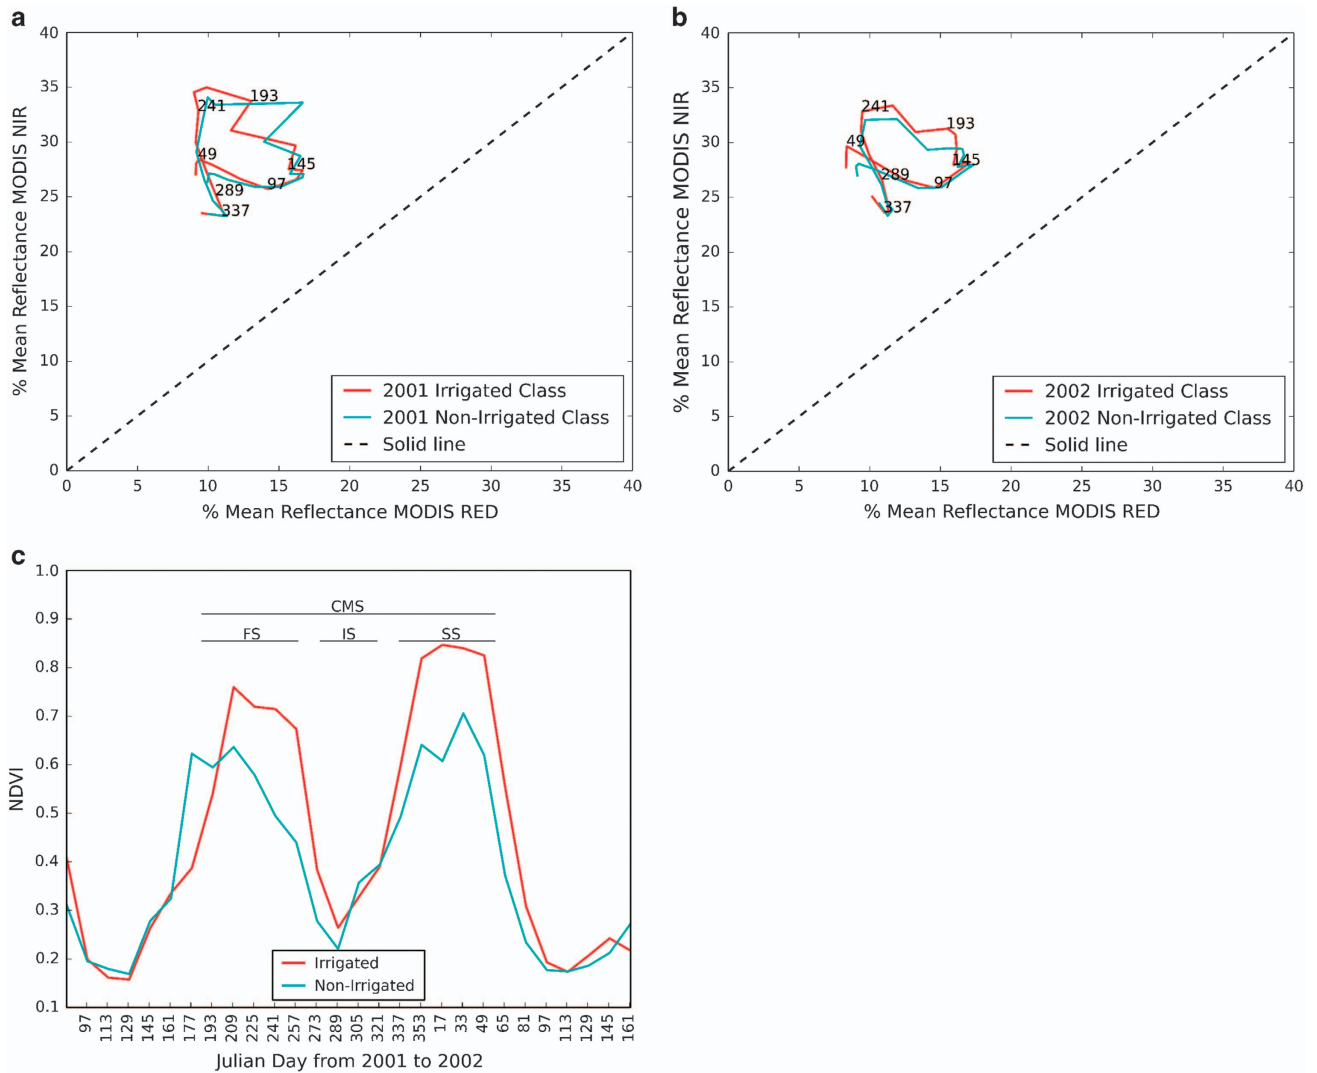 a
40
35
30
25
20
15
10
5
0
% Mean Reflectance MODIS NIR
193
241
49
145
97
289
337
2001 Irrigated Class
2001 Non-Irrigated Class
Solid line
0 5 10 15 20 25 30 35 40
% Mean Reflectance MODIS RED
b
40
35
30
25
20
15
10
5
0
% Mean Reflectance MODIS NIR
241
193
49
145
289
97
337
2002 Irrigated Class
2002 Non-Irrigated Class
Solid line
0 5 10 15 20 25 30 35 40
% Mean Reflectance MODIS RED
c
1.0
0.9
0.8
0.7
0.6
0.5
0.4
0.3
0.2
0.1
NDVI
CMS
FS IS SS
Irrigated
Non-Irrigated
97 113 129 145 161 177 193 209 225 241 257 273 289 305 321 337 353 17 33 49 65 81 97 113 129 145 161
Julian Day from 2001 to 2002